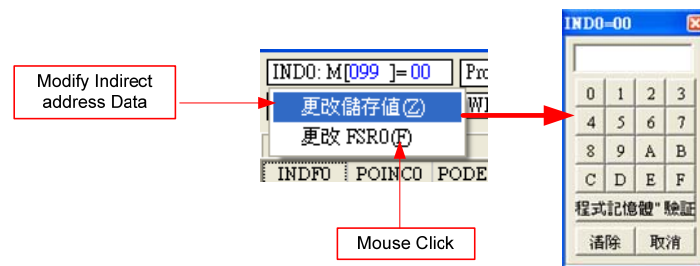 IND0=00
IND0: M[099 ]= 00
Modify Indirect
address Data
更改儲存值(Z)
更改 FSR0(F)
INDF0 POINC0 PODE
Mouse Click
0 1 2 3
4 5 6 7
8 9 A B
C D E F
程式記憶體" 驗証
清除 取消